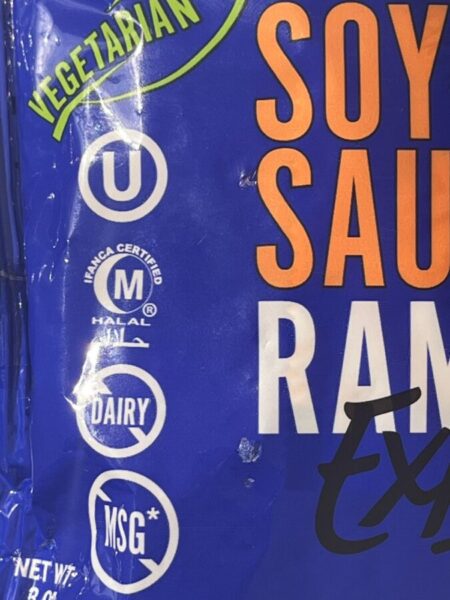 VEGETARIAN
SOY
SAU
RAM
U
IFANCA CERTIFIED
M
®
HALAL
حلال
DAIRY
MSG*
NET WT